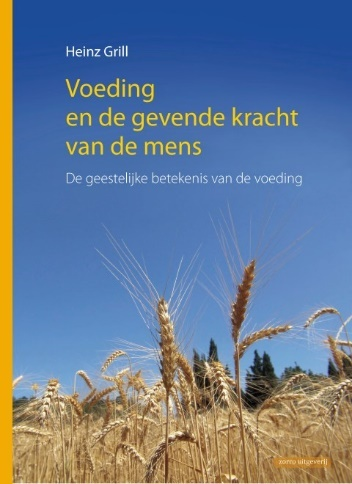 Heinz Grill
Voeding
en de gevende kracht
van de mens
De geestelijke betekenis van de voeding